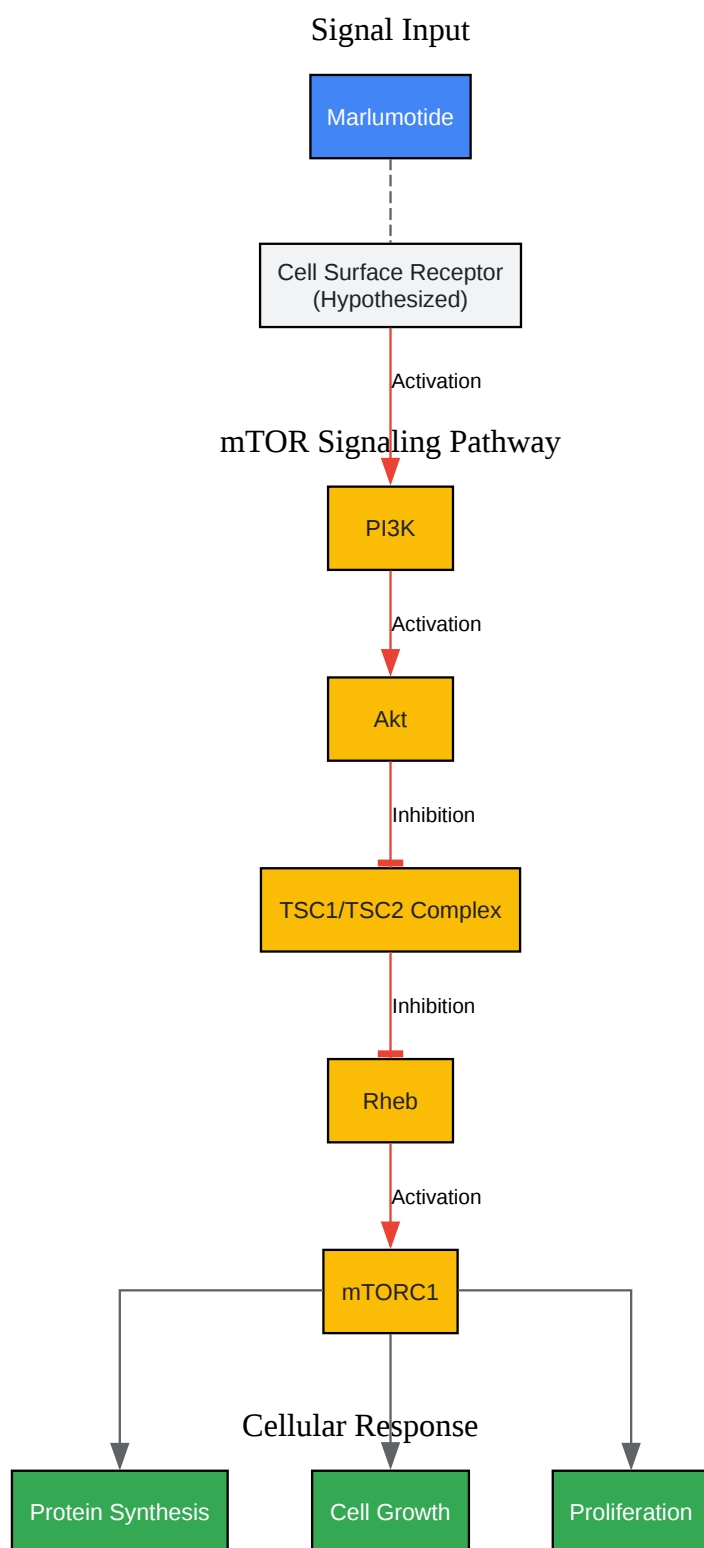 Signal Input
Marlumotide
Cell Surface Receptor
(Hypothesized)
Activation
mTOR Signaling Pathway
PI3K
Activation
Akt
Inhibition
TSC1/TSC2 Complex
Inhibition
Rheb
Activation
mTORC1
Cellular Response
Protein Synthesis
Cell Growth
Proliferation